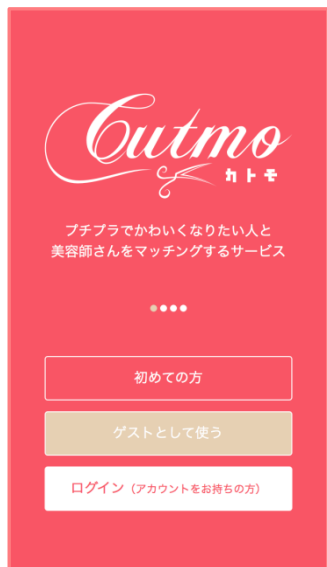 Cutmo
カトモ
プチプラでかわいくなりたい人と
美容師さんをマッチングするサービス
初めての方
ゲストとして使う
ログイン（アカウントをお持ちの方）